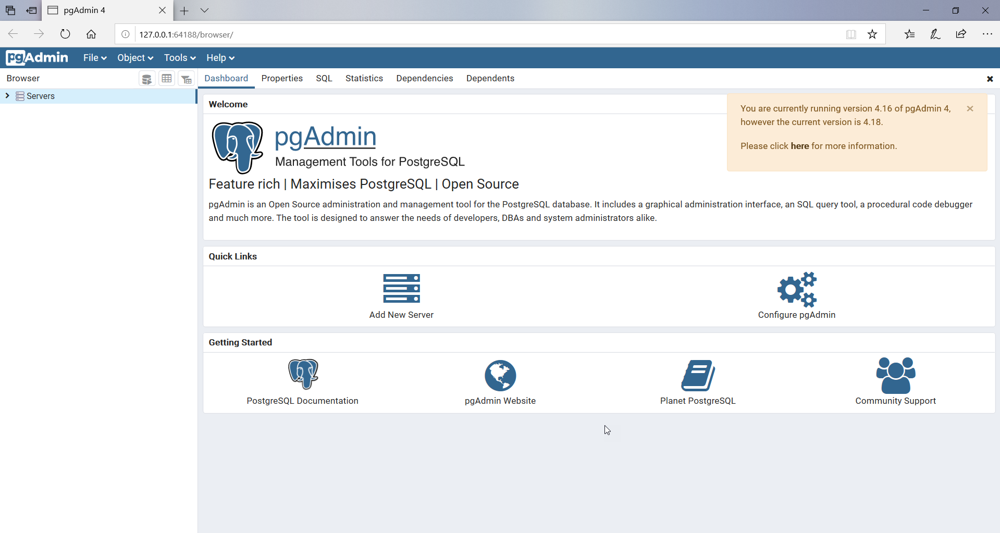 pgAdmin 4
127.0.0.1:64188/browser/
pgAdmin File Object Tools Help
Browser
Dashboard Properties SQL Statistics Dependencies Dependents
Servers
Welcome
You are currently running version 4.16 of pgAdmin 4,
however the current version is 4.18.
Please click here for more information.
pgAdmin
Management Tools for PostgreSQL
Feature rich | Maximises PostgreSQL | Open Source
pgAdmin is an Open Source administration and management tool for the PostgreSQL database. It includes a graphical administration interface, an SQL query tool, a procedural code debugger
and much more. The tool is designed to answer the needs of developers, DBAs and system administrators alike.
Quick Links
Add New Server
Configure pgAdmin
Getting Started
PostgreSQL Documentation
pgAdmin Website
Planet PostgreSQL
Community Support